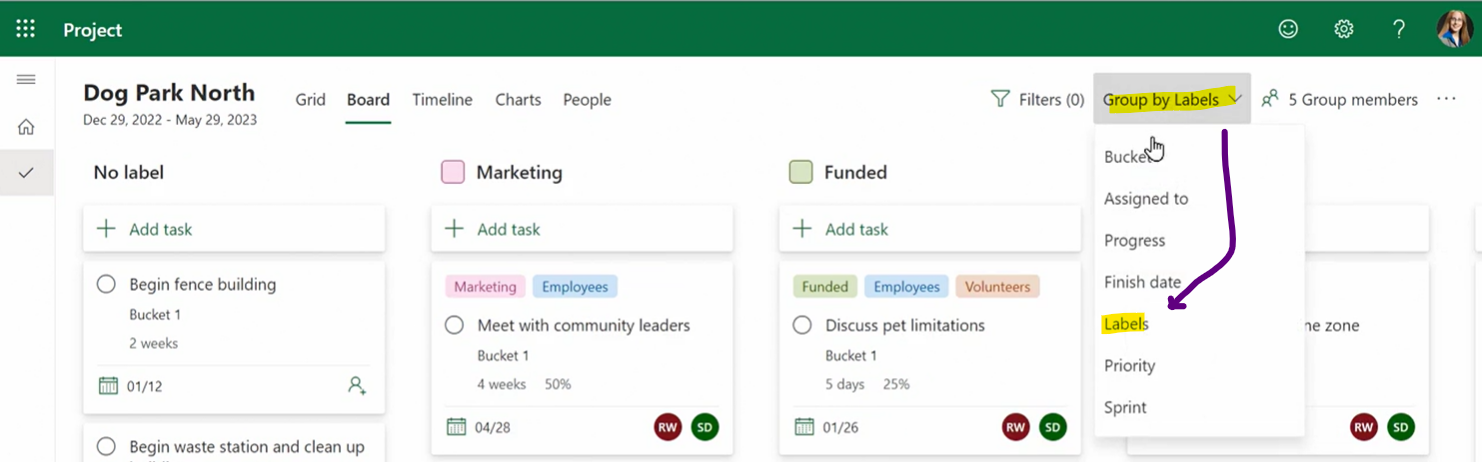 Project
?
Dog Park North
Dec 29, 2022 - May 29, 2023
Grid
Board
Timeline
Charts
People
Filters (0)
Group by Labels
5 Group members
...
No label
Add task
Begin fence building
Bucket 1
2 weeks
01/12
Begin waste station and clean up
Marketing
Add task
Marketing Employees
Meet with community leaders
Bucket 1
4 weeks 50%
04/28
RW SD
Funded
Add task
Funded Employees Volunteers
Discuss pet limitations
Bucket 1
5 days 25%
01/26
RW SD
Bucket
Assigned to
Progress
Finish date
Labels
Priority
Sprint
zone
RW SD